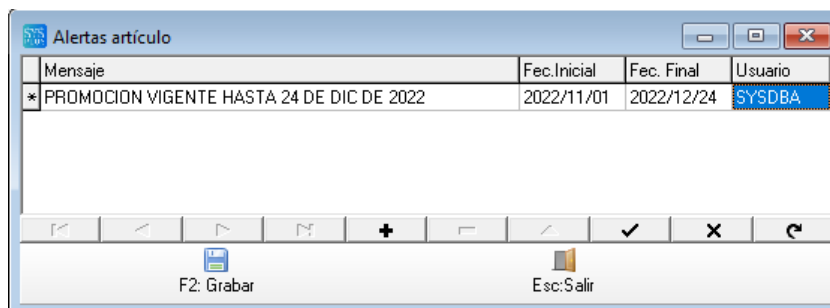 Alertas artículo
Mensaje Fec.Inicial Fec. Final Usuario
* PROMOCION VIGENTE HASTA 24 DE DIC DE 2022 2022/11/01 2022/12/24 SYSDBA
F2: Grabar Esc:Salir